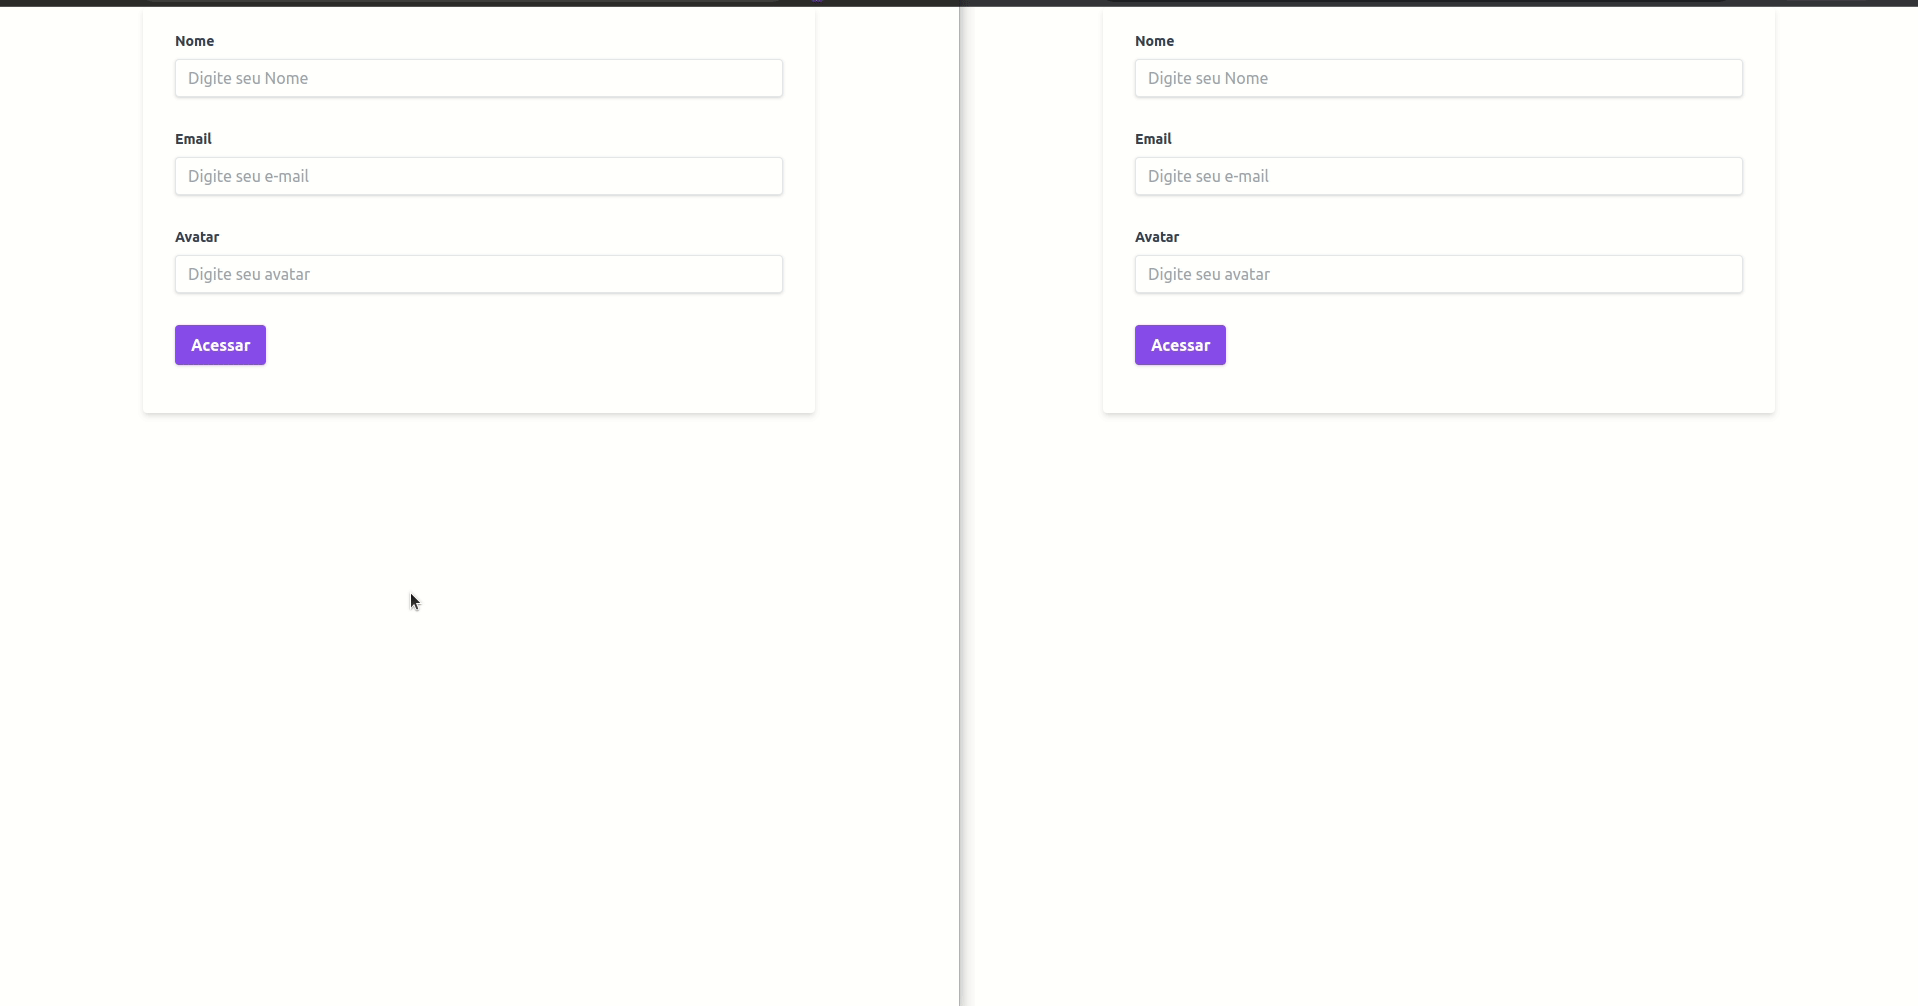 Nome
Digite seu Nome
Email
Digite seu e-mail
Avatar
Digite seu avatar
Acessar
Nome
Digite seu Nome
Email
Digite seu e-mail
Avatar
Digite seu avatar
Acessar